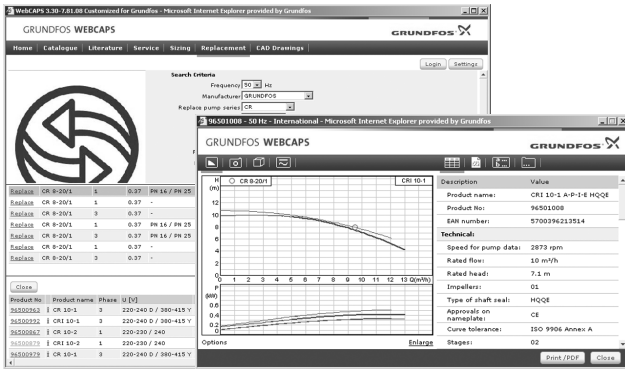 WebCAPS 3.30-7.81.08 Customized for Grundfos - Microsoft Internet Explorer provided by Grundfos
GRUNDFOS WEBCAPS
GRUNDFOS
Home | Catalogue | Literature | Service | Sizing | Replacement | CAD Drawings
Login
Settings
Search Criteria
Frequency 50 Hz
Manufacturer GRUNDFOS
Replace pump series CR
Replace CR 8-20/1 1 0.37 PN 16 / PN 25
Replace CR 8-20/1 1 0.37 -
Replace CR 8-20/1 3 0.37 -
Replace CR 8-20/1 1 0.37 PN 16 / PN 25
Replace CR 8-20/1 3 0.37 PN 16 / PN 25
Replace CR 8-20/1 1 0.37 -
Replace CR 8-20/1 3 0.37 -
Close
Product No Product name Phase U [V]
96500963 CR 10-1 3 220-240 D / 380-415 Y
96500992 CRI 10-1 3 220-240 D / 380-415 Y
96500867 CR 10-2 1 220-230 / 240
96500879 CRI 10-2 1 220-230 / 240
96500979 CR 10-1 3 220-240 D / 380-415 Y
96501008 - 50 Hz - International - Microsoft Internet Explorer provided by Grundfos
GRUNDFOS WEBCAPS
GRUNDFOS
H
(m)
CR 8-20/1
CRI 10-1
12
10
8
6
4
2
0
0 1 2 3 4 5 6 7 8 9 10 11 12 13 Q(m³/h)
P
(kW)
0.6
0.4
0.2
0.0
Options
Enlarge
Description Value
Product name: CRI 10-1 A-P-I-E HQQE
Product No: 96501008
EAN number: 5700396213514
Technical:
Speed for pump data: 2873 rpm
Rated flow: 10 m³/h
Rated head: 7.1 m
Impellers: 01
Type of shaft seal: HQQE
Approvals on nameplate: CE
Curve tolerance: ISO 9906 Annex A
Stages: 02
Print /PDF
Close